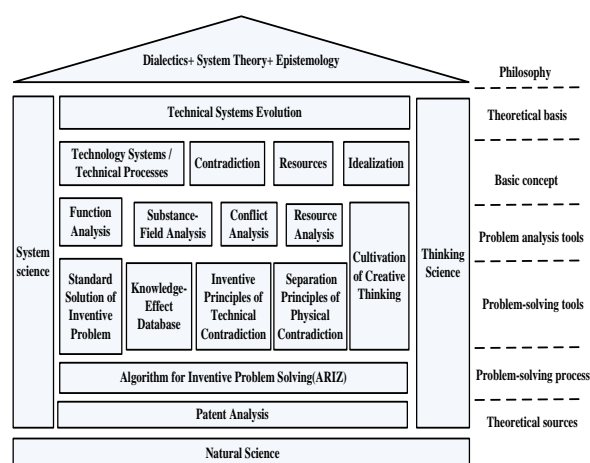 Dialectics+ System Theory+ Epistemology
Philosophy
Technical Systems Evolution
Theoretical basis
Technology Systems /
Technical Processes
Contradiction
Resources
Idealization
Basic concept
Function
Analysis
Substance-
Field Analysis
Conflict
Analysis
Resource
Analysis
Problem analysis tools
System
science
Cultivation
of Creative
Thinking
Thinking
Science
Standard
Solution of
Inventive
Problem
Knowledge-
Effect
Database
Inventive
Principles of
Technical
Contradiction
Separation
Principles of
Physical
Contradiction
Problem-solving tools
Algorithm for Inventive Problem Solving(ARIZ)
Problem-solving process
Patent Analysis
Theoretical sources
Natural Science